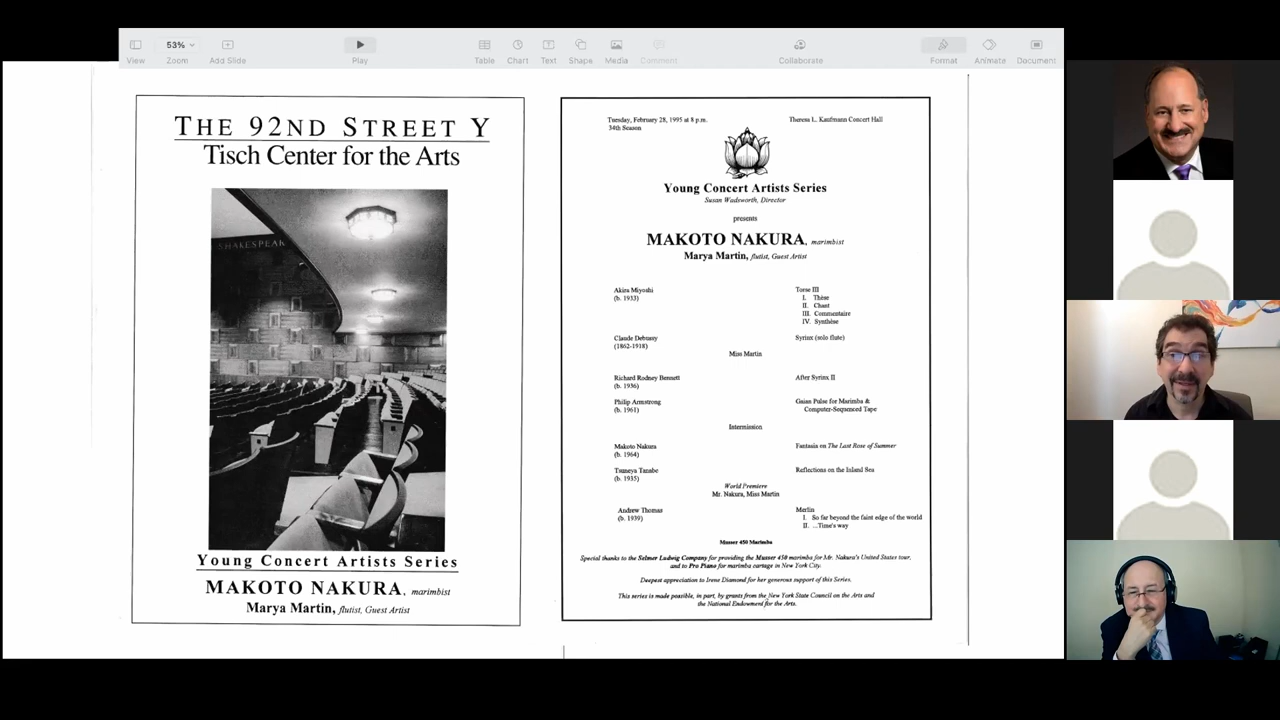 View
53%
Zoom
Add Slide
Play
Table
Chart
Text
Shape
Media
Comment
Collaborate
Format
Animate
Document
THE 92ND STREET Y
Tisch Center for the Arts
SHAKESPEAR
Young Concert Artists Series
MAKOTO NAKURA, marimbist
Marya Martin, flutist, Guest Artist
Tuesday, February 28, 1995 at 8 p.m.
34th Season
Theresa L. Kaufmann Concert Hall
Young Concert Artists Series
Susan Wadsworth, Director
presents
MAKOTO NAKURA, marimbist
Marya Martin, flutist, Guest Artist
Akira Miyoshi
(b. 1933)
Torse III
I. Thèse
II. Chant
III. Commentaire
IV. Synthèse
Claude Debussy
(1862-1918)
Syrinx (solo flute)
Miss Martin
Richard Rodney Bennett
(b. 1936)
After Syrinx II
Philip Armstrong
(b. 1961)
Gaian Pulse for Marimba &
Computer-Sequenced Tape
Intermission
Makoto Nakura
(b. 1964)
Fantasia on The Last Rose of Summer
Tsuneya Tanabe
(b. 1935)
Reflections on the Island Sea
World Premiere
Mr. Nakura, Miss Martin
Andrew Thomas
(b. 1939)
Merlin
I. So far beyond the faint edge of the world
II. ...Time's way
Musser 450 Marimba
Special thanks to the Selmer Ludwig Company for providing the Musser 450 marimba for Mr. Nakura's United States tour,
and to Pro Piano for marimba cartage in New York City.
Deepest appreciation to Irene Diamond for her generous support of this Series.
This series is made possible, in part, by grants from the New York State Council on the Arts and
the National Endowment for the Arts.